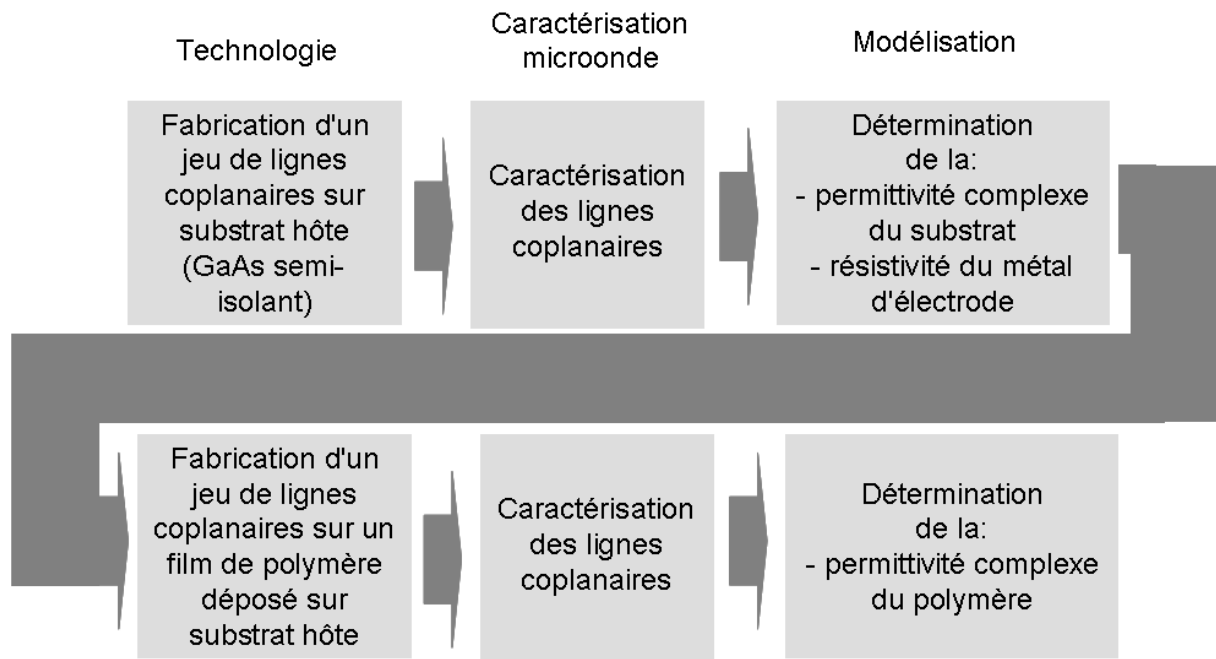 Technologie
Caractérisation
microonde
Modélisation
Fabrication d'un
jeu de lignes
coplanaires sur
substrat hôte
(GaAs semi-
isolant)
Caractérisation
des lignes
coplanaires
Détermination
de la:
- permittivité complexe
du substrat
- résistivité du métal
d'électrode
Fabrication d'un
jeu de lignes
coplanaires sur un
film de polymère
déposé sur
substrat hôte
Caractérisation
des lignes
coplanaires
Détermination
de la:
- permittivité complexe
du polymère